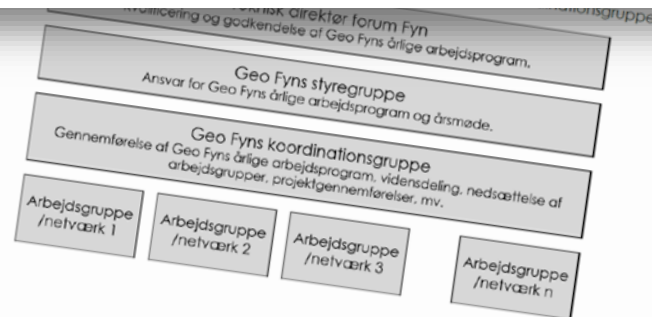 direktør forum Fyn
og godkendelse af Geo Fyns årlige arbejdsprogram.
Geo Fyns styregruppe
Ansvar for Geo Fyns årlige arbejdsprogram og årsmøde.
Geo Fyns koordinationsgruppe
Gennemførelse af Geo Fyns årlige arbejdsprogram, vidensdeling, nedsættelse af
arbejdsgrupper, projektgennemførelser, mv.
Arbejdsgruppe
/netværk 1
Arbejdsgruppe
/netværk 2
Arbejdsgruppe
/netværk 3
Arbejdsgruppe
/netværk n